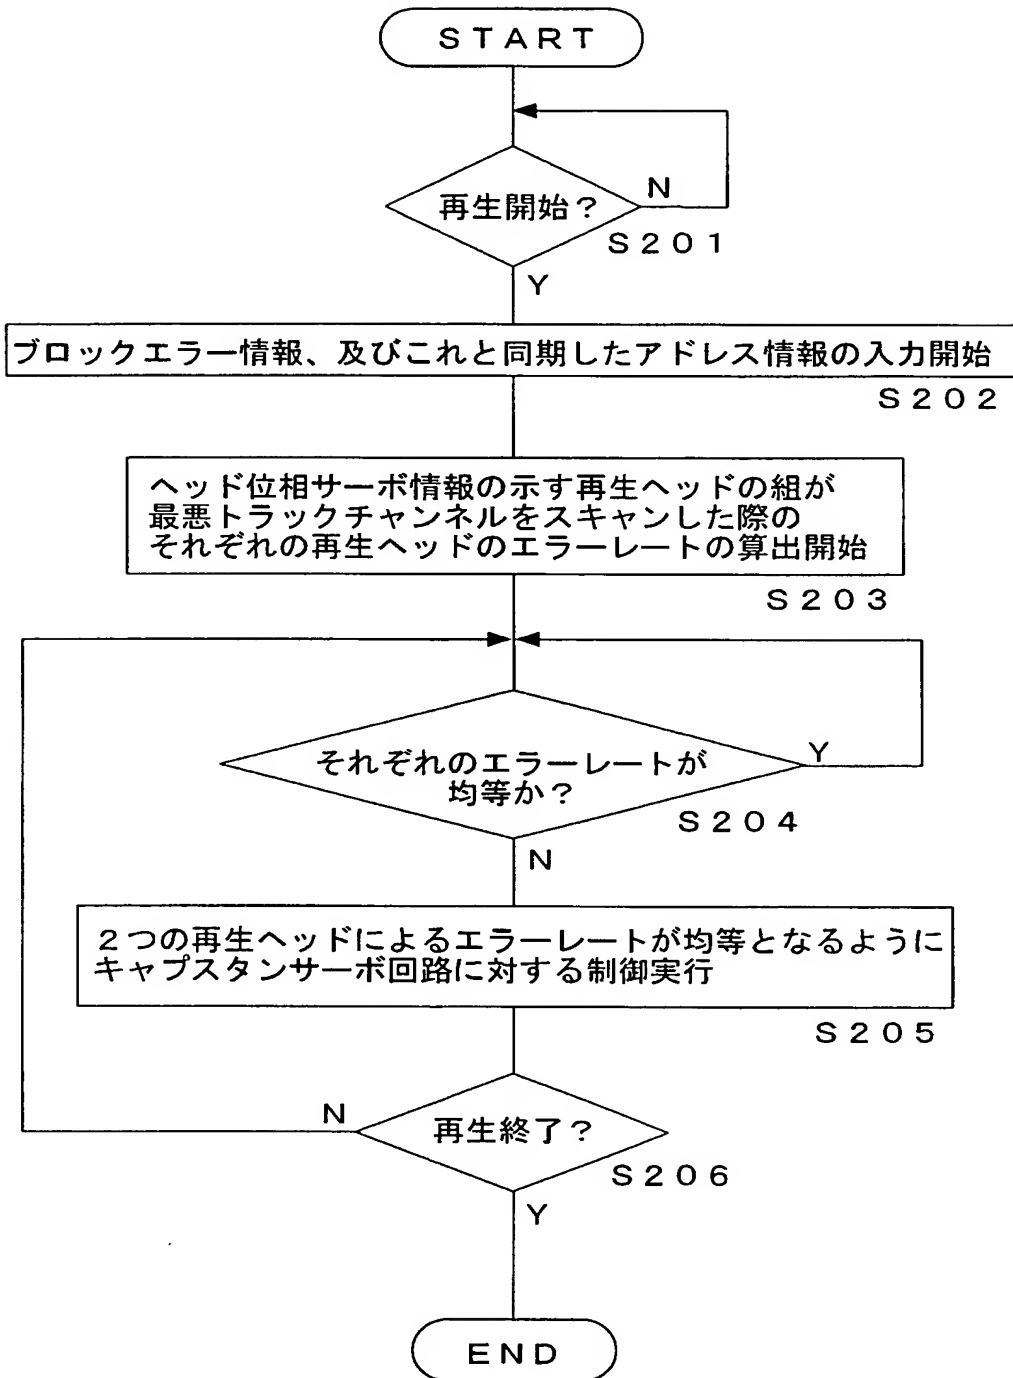 START
再生開始？
N
S201
Y
ブロックエラー情報、及びこれと同期したアドレス情報の入力開始
S202
ヘッド位相サーボ情報の示す再生ヘッドの組が
最悪トラックチャンネルをスキャンした際の
それぞれの再生ヘッドのエラーレートの算出開始
S203
それぞれのエラーレートが
均等か？
Y
S204
N
２つの再生ヘッドによるエラーレートが均等となるように
キャプスタンサーボ回路に対する制御実行
S205
N
再生終了？
S206
Y
END